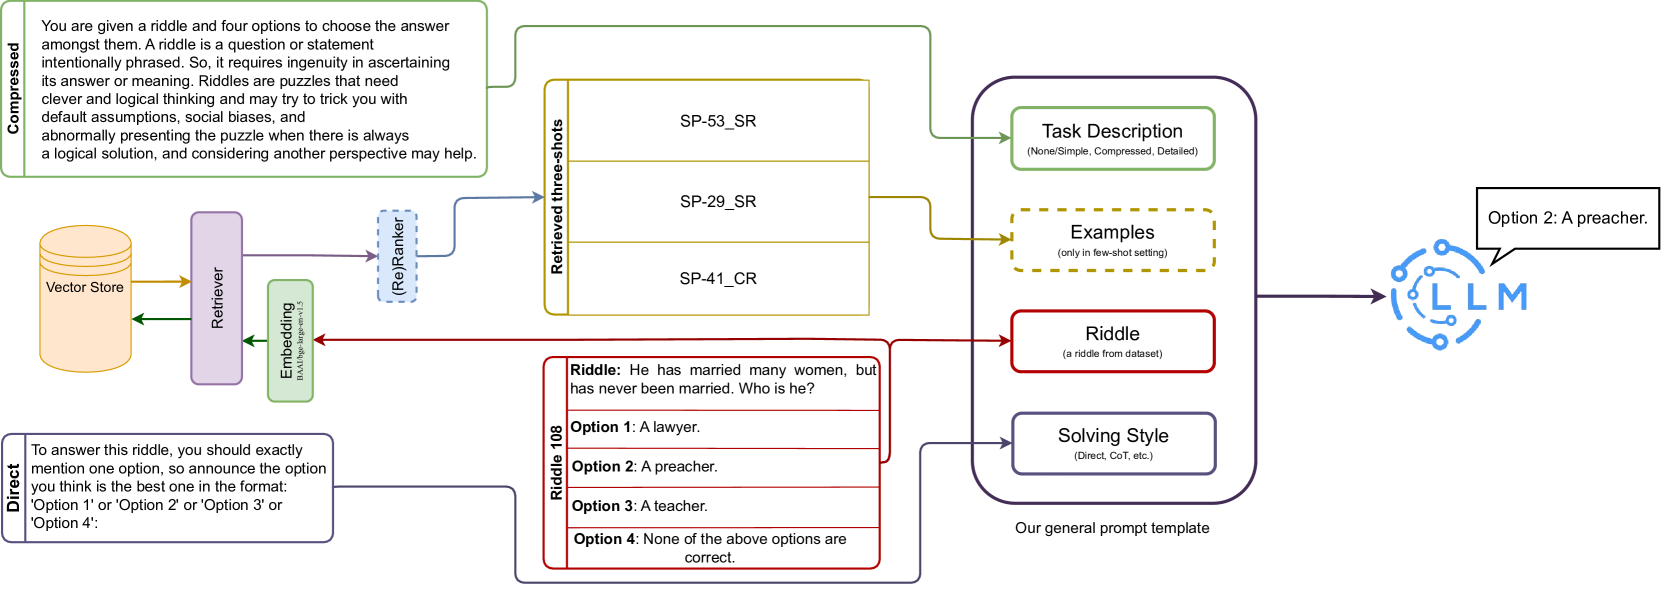 Compressed
You are given a riddle and four options to choose the answer
amongst them. A riddle is a question or statement
intentionally phrased. So, it requires ingenuity in ascertaining
its answer or meaning. Riddles are puzzles that need
clever and logical thinking and may try to trick you with
default assumptions, social biases, and
abnormally presenting the puzzle when there is always
a logical solution, and considering another perspective may help.
Vector Store
Retriever
Embedding
BAAI/bge-large-en-v1.5
(Re)Ranker
Retrieved three-shots
SP-53_SR
SP-29_SR
SP-41_CR
Riddle 108
Riddle: He has married many women, but
has never been married. Who is he?
Option 1: A lawyer.
Option 2: A preacher.
Option 3: A teacher.
Option 4: None of the above options are
correct.
Direct
To answer this riddle, you should exactly
mention one option, so announce the option
you think is the best one in the format:
'Option 1' or 'Option 2' or 'Option 3' or
'Option 4':
Task Description
(None/Simple, Compressed, Detailed)
Examples
(only in few-shot setting)
Riddle
(a riddle from dataset)
Solving Style
(Direct, CoT, etc.)
Our general prompt template
Option 2: A preacher.
LLM